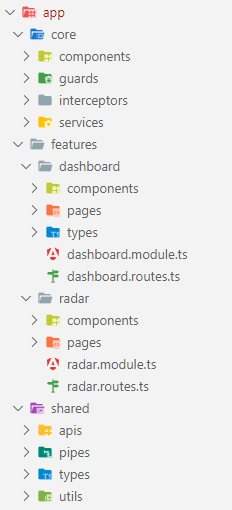 app
core
components
guards
interceptors
services
features
dashboard
components
pages
types
dashboard.module.ts
dashboard.routes.ts
radar
components
pages
radar.module.ts
radar.routes.ts
shared
apis
pipes
types
utils